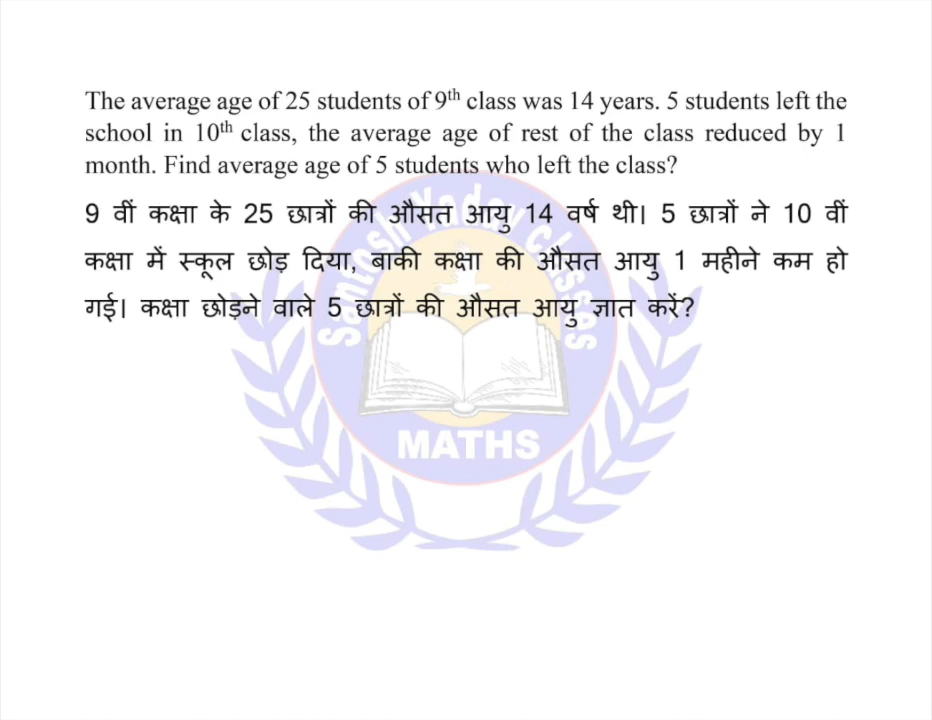 The average age of 25 students of 9th class was 14 years. 5 students left the
school in 10th class, the average age of rest of the class reduced by 1
month. Find average age of 5 students who left the class?
9 वीं कक्षा के 25 छात्रों की औसत आयु 14 वर्ष थी। 5 छात्रों ने 10 वीं
कक्षा में स्कूल छोड़ दिया, बाकी कक्षा की औसत आयु 1 महीने कम हो
गई। कक्षा छोड़ने वाले 5 छात्रों की औसत आयु ज्ञात करें?
Santosh Yadav classes
MATHS